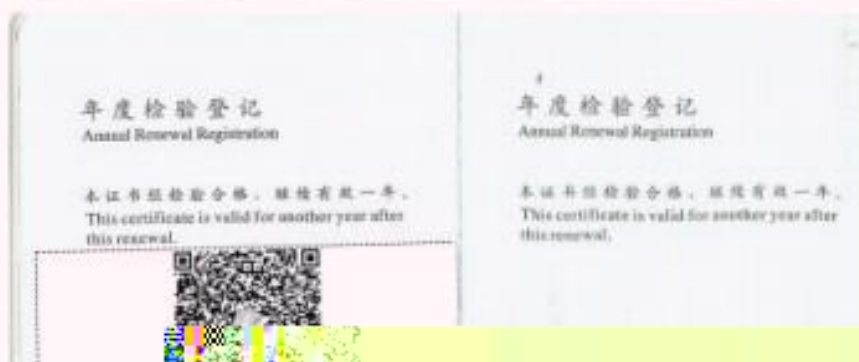 年度检验登记
Annual Renewal Registration
本证书经检验合格，继续有效一年。
This certificate is valid for another year after
this renewal.
年度检验登记
Annual Renewal Registration
本证书经检验合格，继续有效一年。
This certificate is valid for another year after
this renewal.